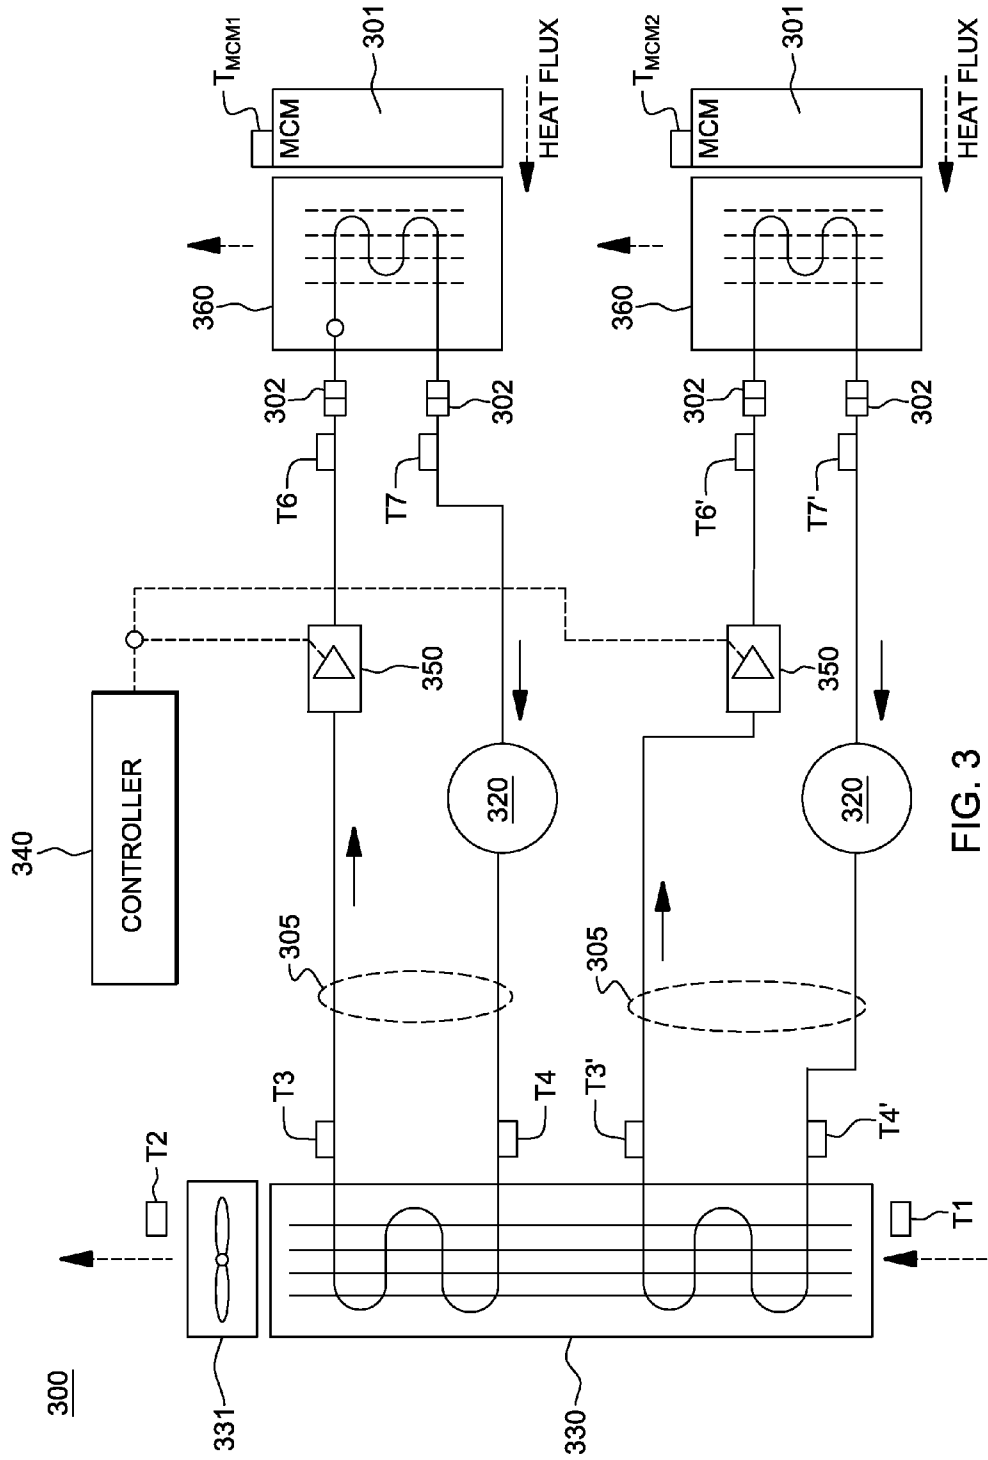 300
331
330
T2
T1
T3
T4
T3'
T4'
305
305
340
CONTROLLER
320
320
350
350
T6
T7
T6'
T7'
302
302
302
302
360
360
MCM
MCM
TMCM1
TMCM2
301
301
HEAT FLUX
HEAT FLUX
FIG. 3